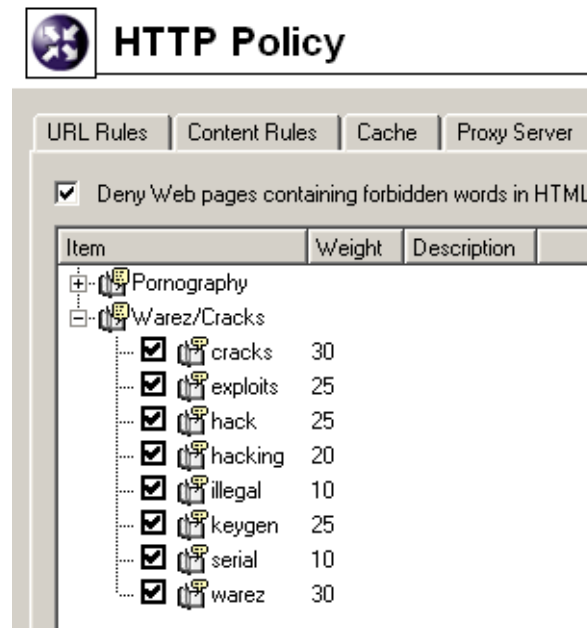 HTTP Policy
URL Rules Content Rules Cache Proxy Server
Deny Web pages containing forbidden words in HTML
Item Weight Description
Pornography
Warez/Cracks
cracks 30
exploits 25
hack 25
hacking 20
illegal 10
keygen 25
serial 10
warez 30